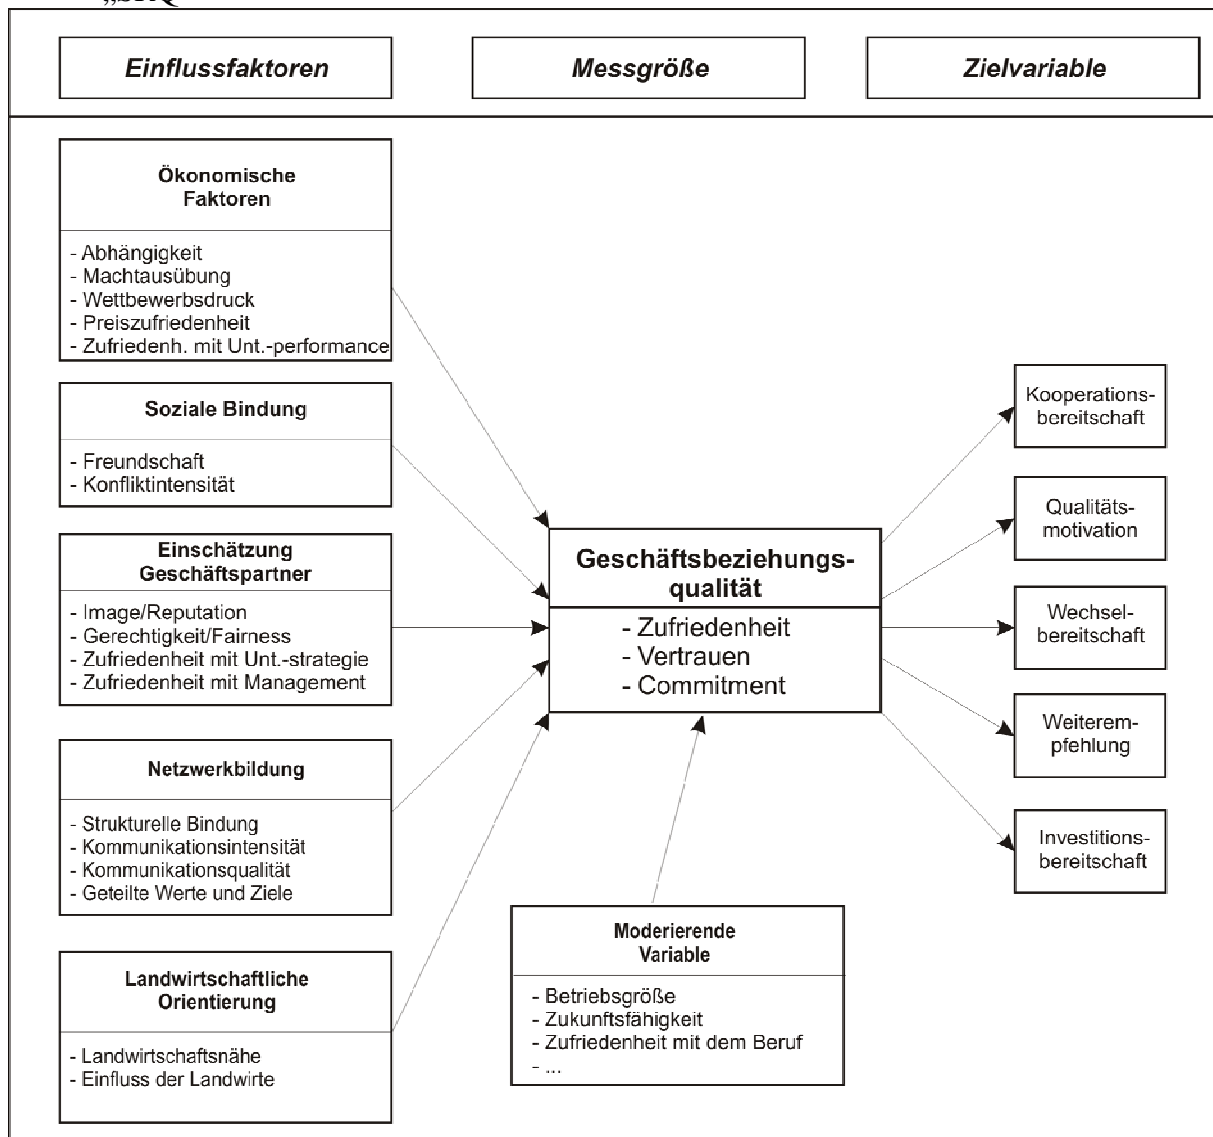 Einflussfaktoren
Messgröße
Zielvariable
Ökonomische
Faktoren
- Abhängigkeit
- Machtausübung
- Wettbewerbsdruck
- Preiszufriedenheit
- Zufriedenh. mit Unt.-performance
Soziale Bindung
- Freundschaft
- Konfliktintensität
Einschätzung
Geschäftspartner
- Image/Reputation
- Gerechtigkeit/Fairness
- Zufriedenheit mit Unt.-strategie
- Zufriedenheit mit Management
Netzwerkbildung
- Strukturelle Bindung
- Kommunikationsintensität
- Kommunikationsqualität
- Geteilte Werte und Ziele
Landwirtschaftliche
Orientierung
- Landwirtschaftsnähe
- Einfluss der Landwirte
Geschäftsbeziehungs-
qualität
- Zufriedenheit
- Vertrauen
- Commitment
Moderierende
Variable
- Betriebsgröße
- Zukunftsfähigkeit
- Zufriedenheit mit dem Beruf
- ...
Kooperations-
bereitschaft
Qualitäts-
motivation
Wechsel-
bereitschaft
Weiterem-
pfehlung
Investitions-
bereitschaft